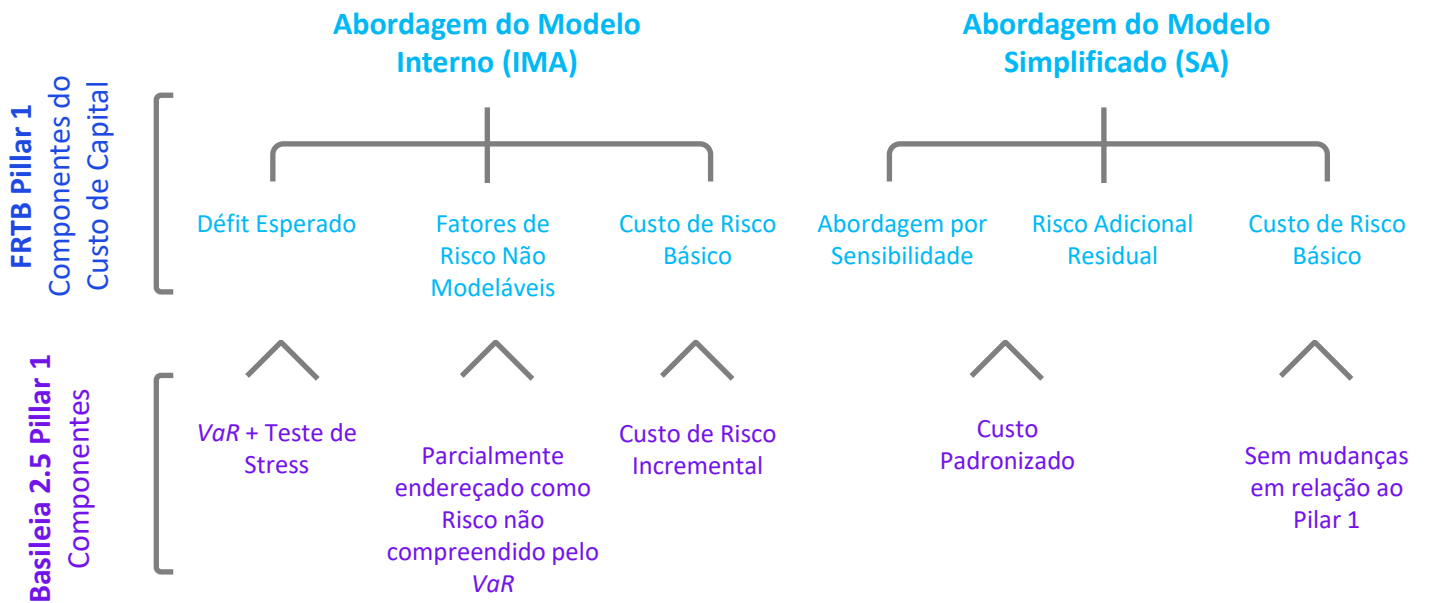 Abordagem do Modelo
Interno (IMA)
Abordagem do Modelo
Simplificado (SA)
FRTB Pillar 1
Componentes do
Custo de Capital
Défit Esperado
Fatores de
Risco Não
Modeláveis
Custo de Risco
Básico
Abordagem por
Sensibilidade
Risco Adicional
Residual
Custo de Risco
Básico
Basileia 2.5 Pillar 1
Componentes
VaR + Teste de
Stress
Parcialmente
endereçado como
Risco não
compreendido pelo
VaR
Custo de Risco
Incremental
Custo
Padronizado
Sem mudanças
em relação ao
Pilar 1